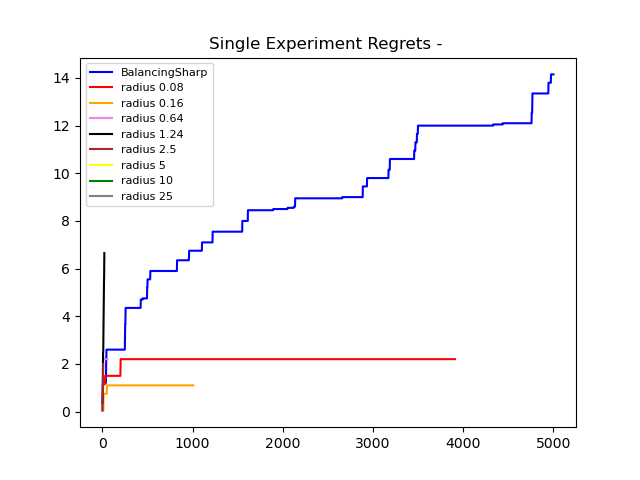 Single Experiment Regrets -
BalancingSharp
radius 0.08
radius 0.16
radius 0.64
radius 1.24
radius 2.5
radius 5
radius 10
radius 25
14
12
10
8
6
4
2
0
0 1000 2000 3000 4000 5000